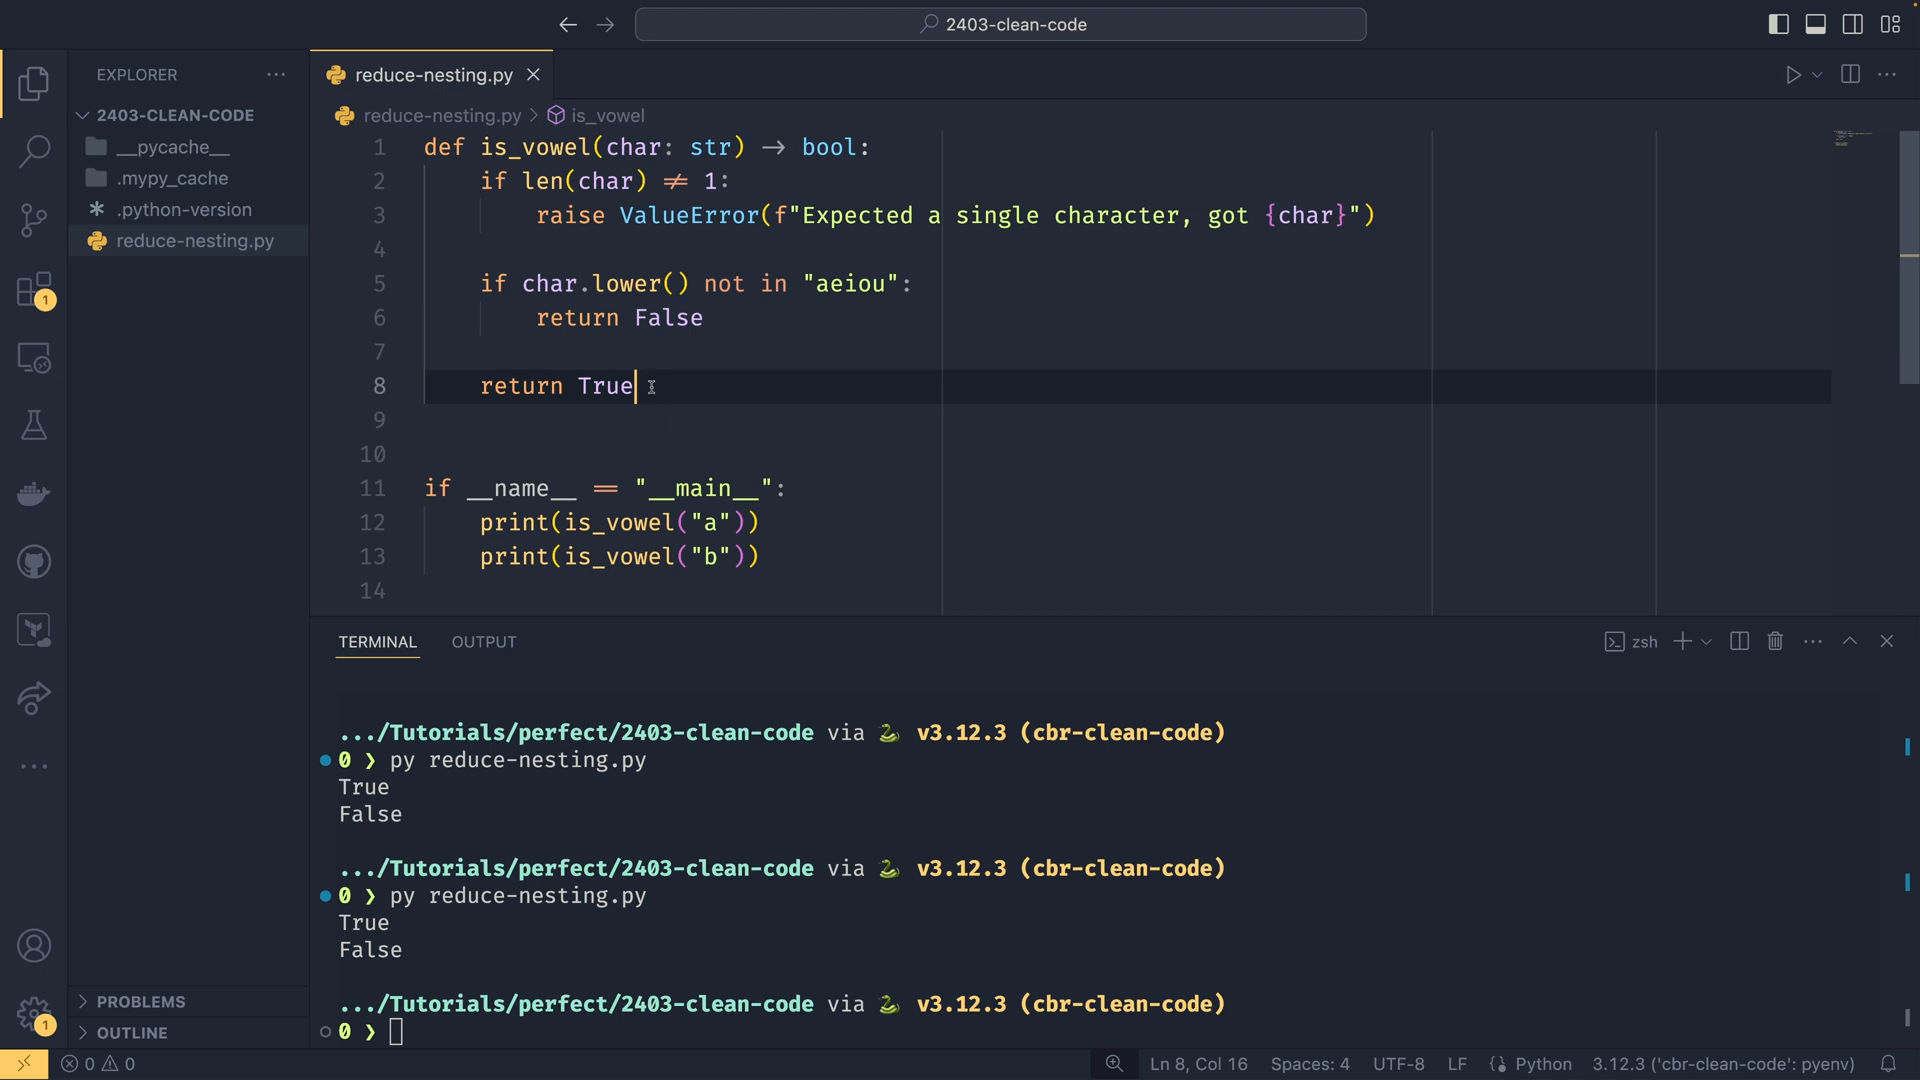 2403-clean-code
EXPLORER
2403-CLEAN-CODE
__pycache__
.mypy_cache
.python-version
reduce-nesting.py
PROBLEMS
OUTLINE
1
1
reduce-nesting.py
reduce-nesting.py > is_vowel
1 def is_vowel(char: str) -> bool:
2 if len(char) != 1:
3 raise ValueError(f"Expected a single character, got {char}")
4
5 if char.lower() not in "aeiou":
6 return False
7
8 return True
9
10
11 if __name__ == "__main__":
12 print(is_vowel("a"))
13 print(is_vowel("b"))
14
TERMINAL OUTPUT
zsh
.../Tutorials/perfect/2403-clean-code via 🐍 v3.12.3 (cbr-clean-code)
0 ❯ py reduce-nesting.py
True
False
.../Tutorials/perfect/2403-clean-code via 🐍 v3.12.3 (cbr-clean-code)
0 ❯ py reduce-nesting.py
True
False
.../Tutorials/perfect/2403-clean-code via 🐍 v3.12.3 (cbr-clean-code)
0 ❯
0 0
Ln 8, Col 16 Spaces: 4 UTF-8 LF Python 3.12.3 ('cbr-clean-code': pyenv)